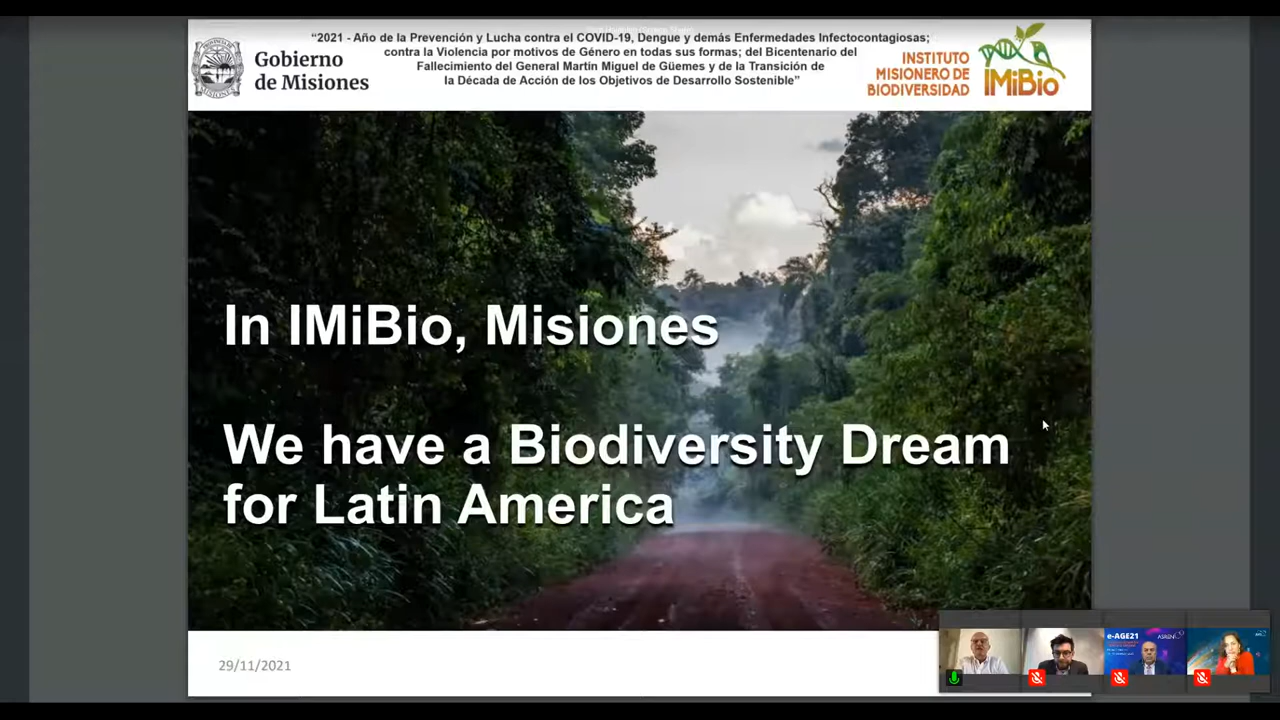 “2021 - Año de la Prevención y Lucha contra el COVID-19, Dengue y demás Enfermedades Infectocontagiosas;
contra la Violencia por motivos de Género en todas sus formas; del Bicentenario del
Fallecimiento del General Martín Miguel de Güemes y de la Transición de
la Década de Acción de los Objetivos de Desarrollo Sostenible”
Gobierno
de Misiones
INSTITUTO
MISIONERO DE
BIODIVERSIDAD
IMiBio
In IMiBio, Misiones
We have a Biodiversity Dream
for Latin America
29/11/2021
e-AGE21